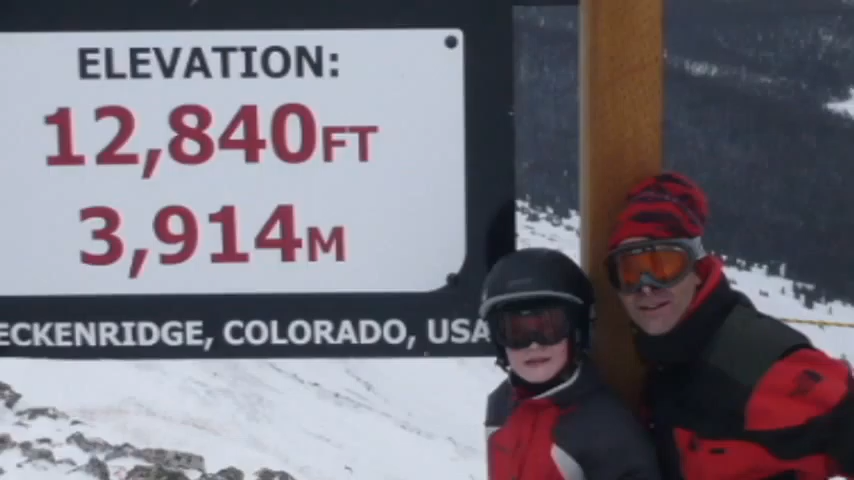 ELEVATION:
12,840FT
3,914M
ECKENRIDGE, COLORADO, USA